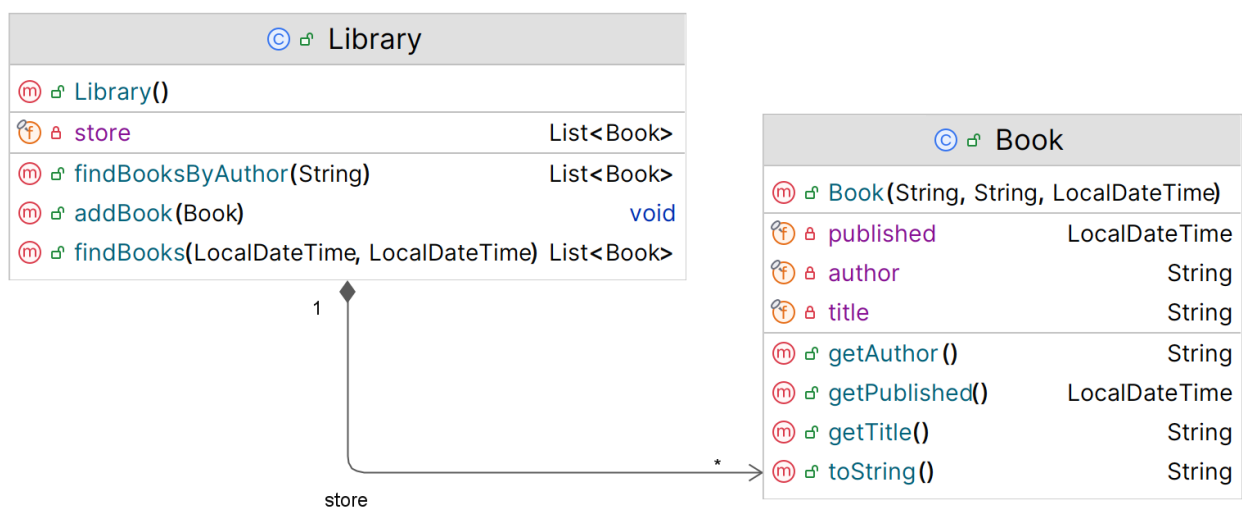 Library
Library()
store List<Book>
findBooksByAuthor(String) List<Book>
addBook(Book) void
findBooks(LocalDateTime, LocalDateTime) List<Book>
1
*
store
Book
Book(String, String, LocalDateTime)
published LocalDateTime
author String
title String
getAuthor() String
getPublished() LocalDateTime
getTitle() String
toString() String